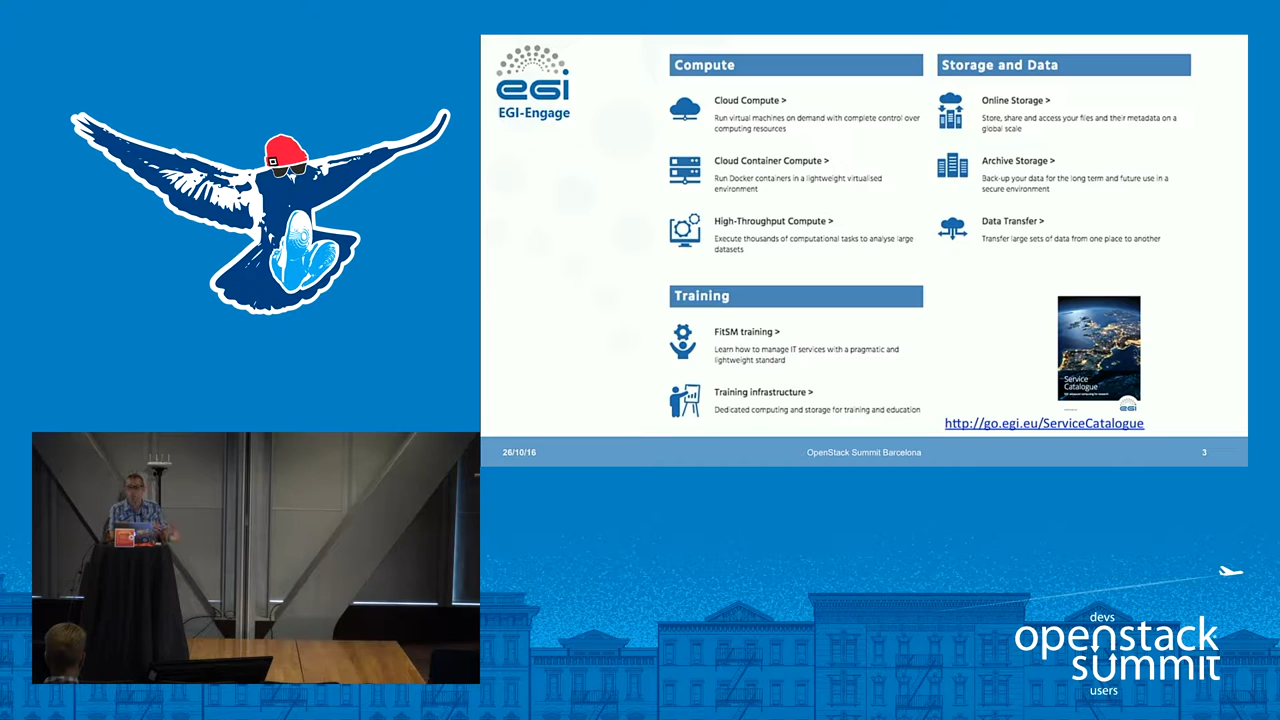 egi
EGI-Engage
Compute
Cloud Compute >
Run virtual machines on demand with complete control over
computing resources
Cloud Container Compute >
Run Docker containers in a lightweight virtualised
environment
High-Throughput Compute >
Execute thousands of computational tasks to analyse large
datasets
Training
FitSM training >
Learn how to manage IT services with a pragmatic and
lightweight standard
Training infrastructure >
Dedicated computing and storage for training and education
Storage and Data
Online Storage >
Store, share and access your files and their metadata on a
global scale
Archive Storage >
Back-up your data for the long term and future use in a
secure environment
Data Transfer >
Transfer large sets of data from one place to another
Service
Catalogue
egi
http://go.egi.eu/ServiceCatalogue
26/10/16
OpenStack Summit Barcelona
3
devs
openstack
summit
users